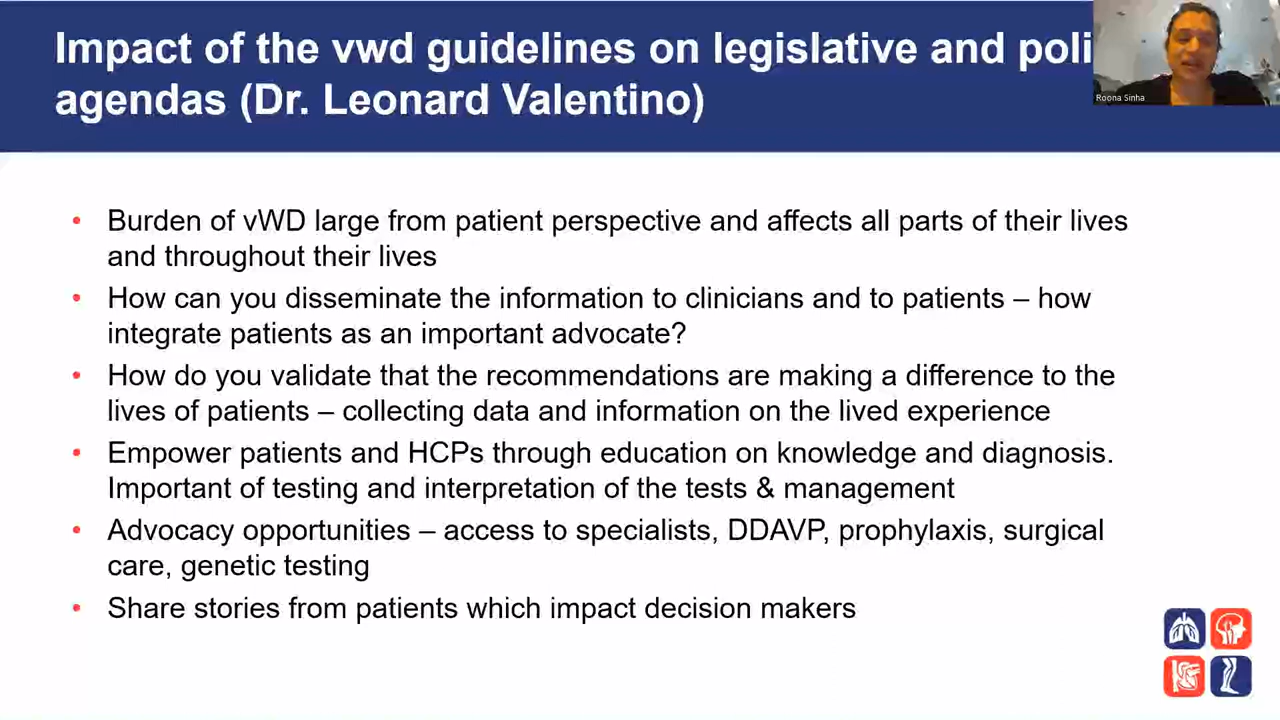 Impact of the vwd guidelines on legislative and poli
agendas (Dr. Leonard Valentino)
Roona Sinha
• Burden of vWD large from patient perspective and affects all parts of their lives
and throughout their lives
• How can you disseminate the information to clinicians and to patients – how
integrate patients as an important advocate?
• How do you validate that the recommendations are making a difference to the
lives of patients – collecting data and information on the lived experience
• Empower patients and HCPs through education on knowledge and diagnosis.
Important of testing and interpretation of the tests & management
• Advocacy opportunities – access to specialists, DDAVP, prophylaxis, surgical
care, genetic testing
• Share stories from patients which impact decision makers